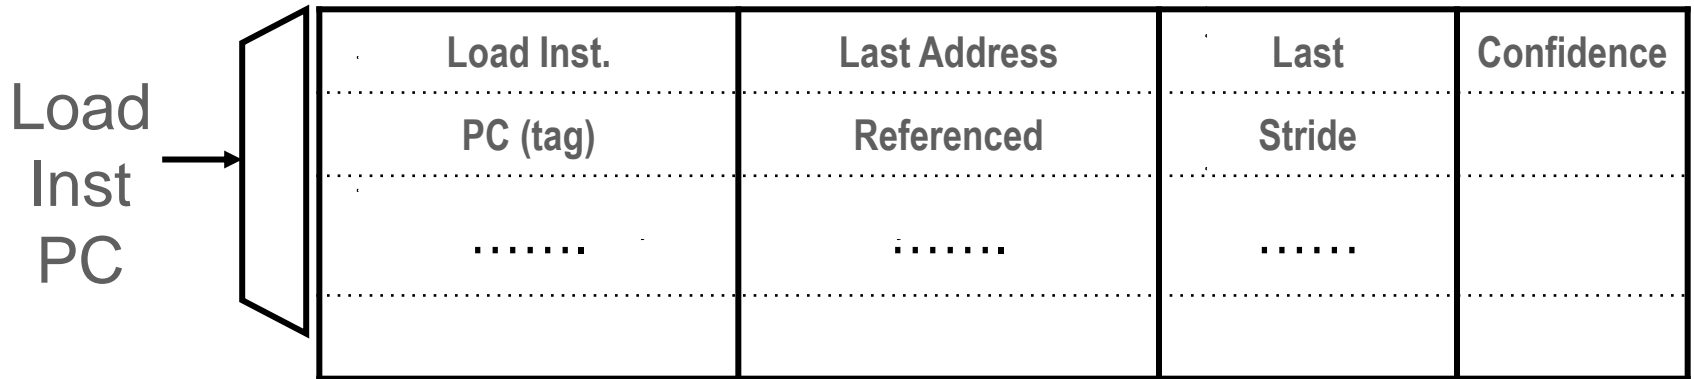 Load
Inst
PC
Load Inst. Last Address Last Confidence
PC (tag) Referenced Stride
....... ....... ......